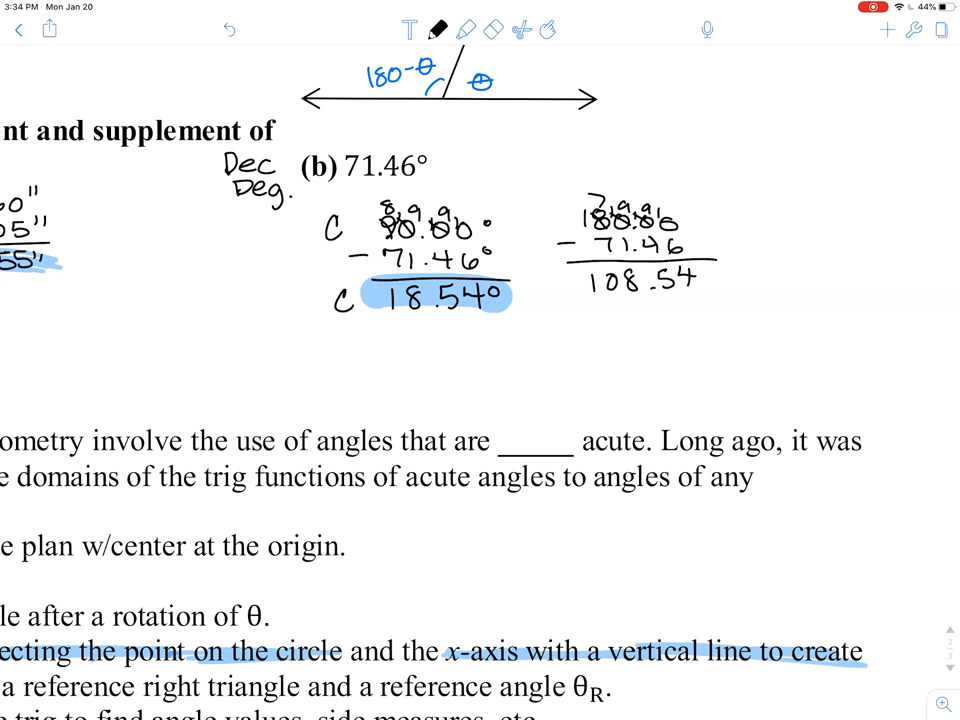 3:34 PM Mon Jan 20
44%
T
180-θ
θ
nt and supplement of
Dec
Deg.
(b) 71.46°
C 90.00°
- 71.46°
C 18.54°
180.00
- 71.46
108.54
05"
55"
ometry involve the use of angles that are _____ acute. Long ago, it was
e domains of the trig functions of acute angles to angles of any
e plan w/center at the origin.
le after a rotation of θ.
ecting the point on the circle and the x-axis with a vertical line to create
a reference right triangle and a reference angle θR.